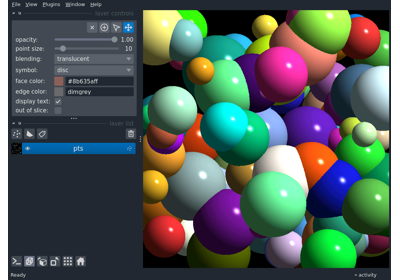 File View Plugins Window Help
layer controls
opacity: 1.00
point size: 10
blending: translucent
symbol: disc
face color: #8b635aff
edge color: dimgrey
display text:
out of slice:
layer list
pts
Ready
activity